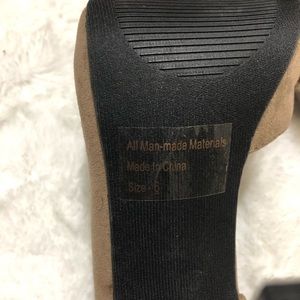 All Man-made Materials
Made In China
Size - 6